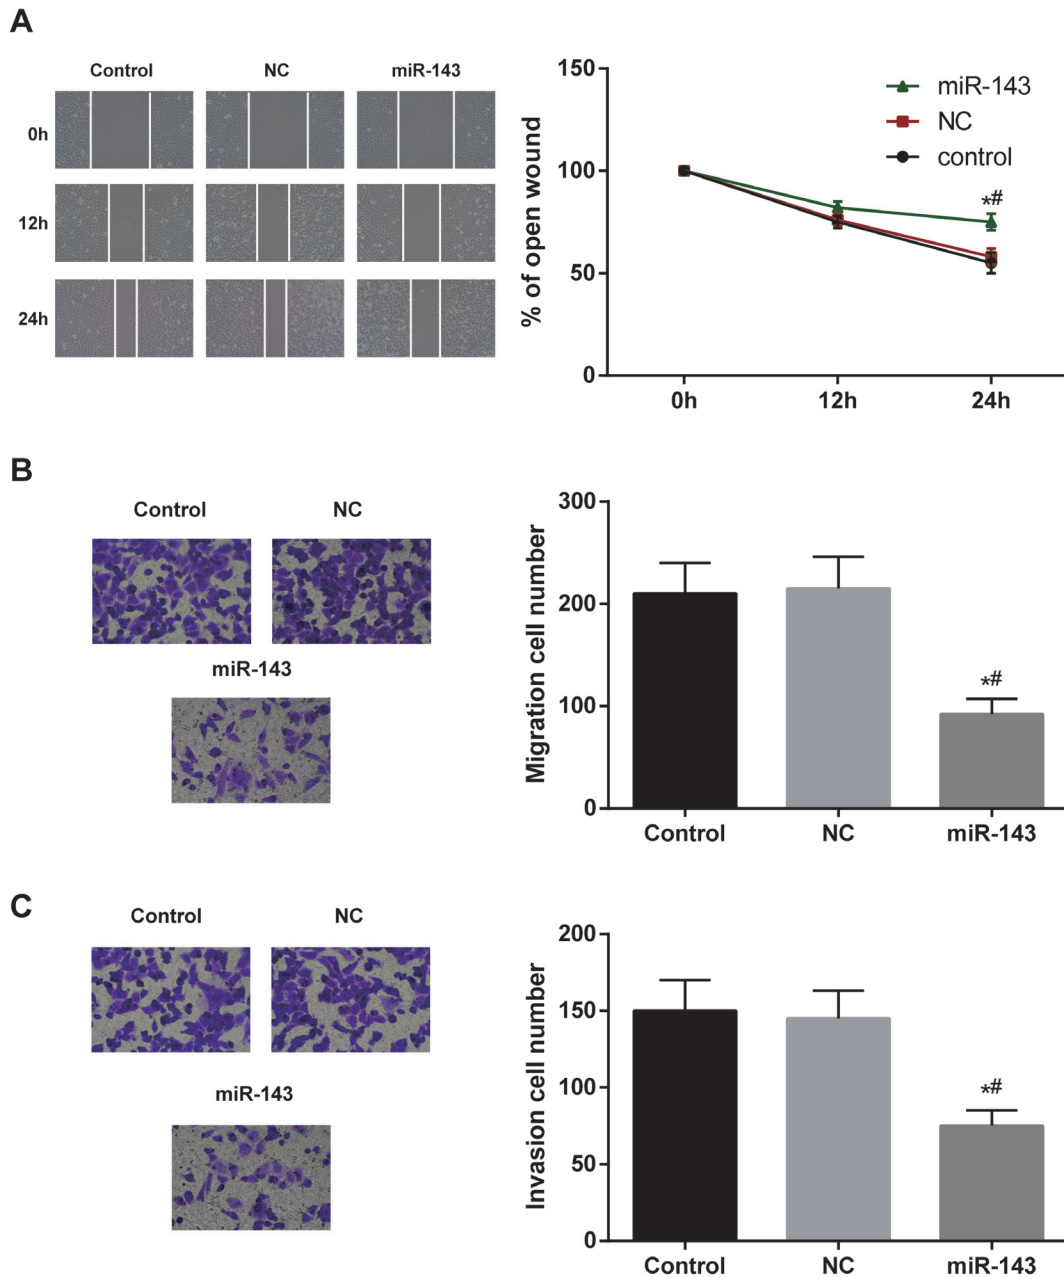 A
Control NC miR-143
0h
12h
24h
% of open wound
150
100
50
0
miR-143
NC
control
*#
0h 12h 24h
B
Control NC
miR-143
Migration cell number
300
200
100
0
*#
Control NC miR-143
C
Control NC
miR-143
Invasion cell number
200
150
100
50
0
*#
Control NC miR-143